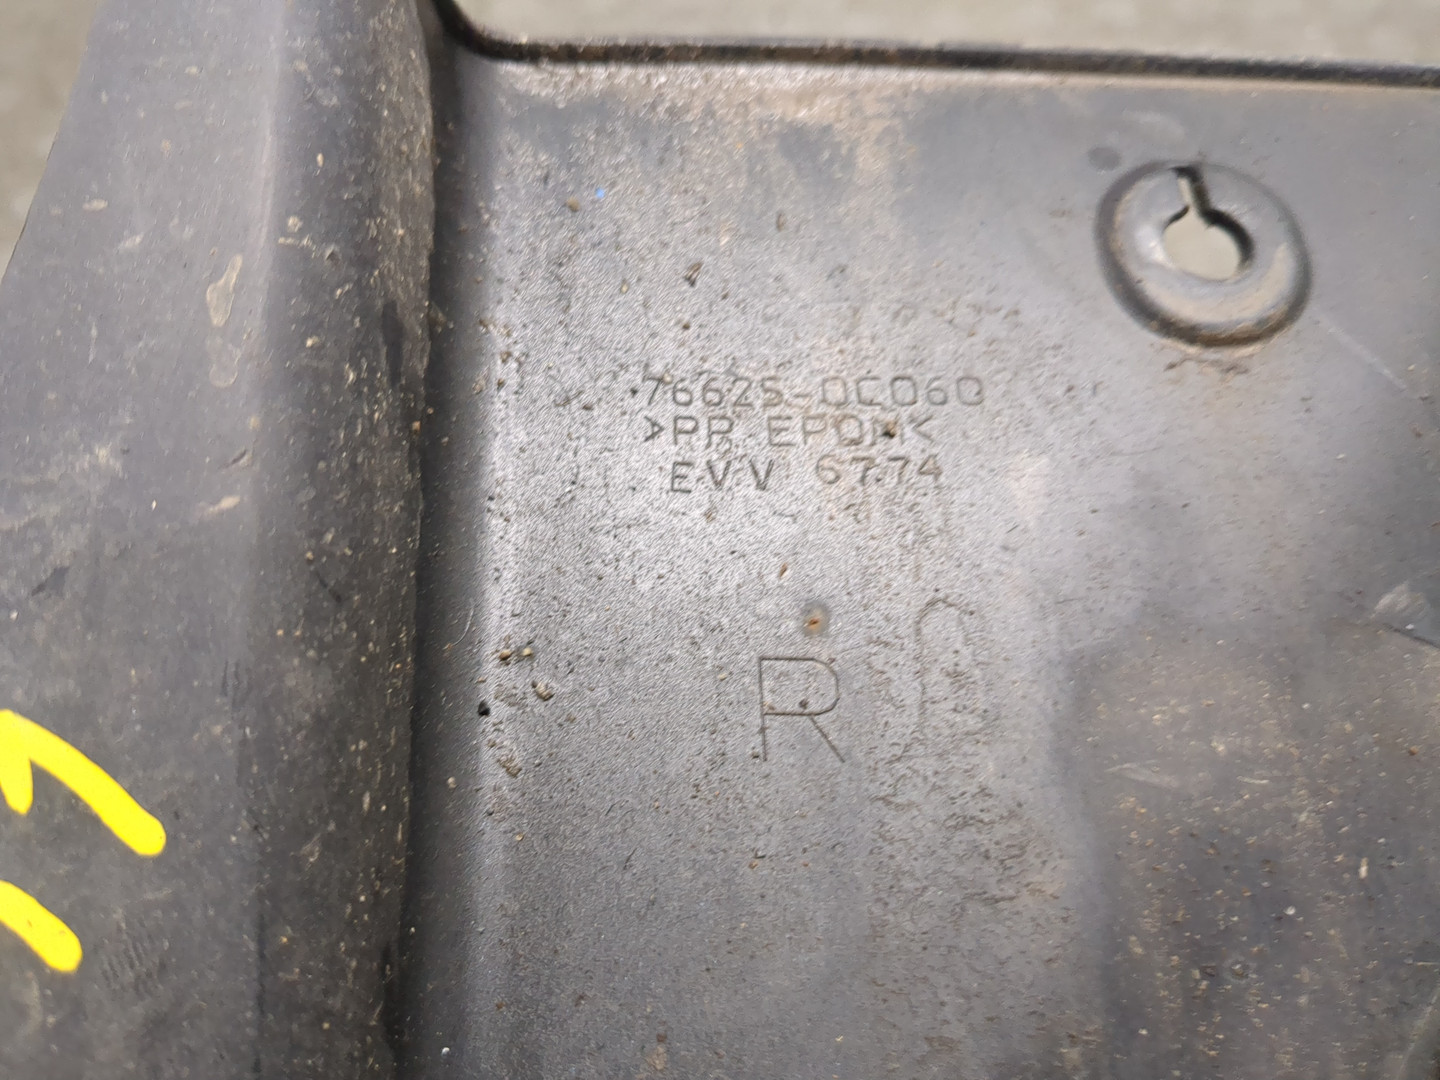 76625-0C060
>PP EPDM<
EVV 6774
R